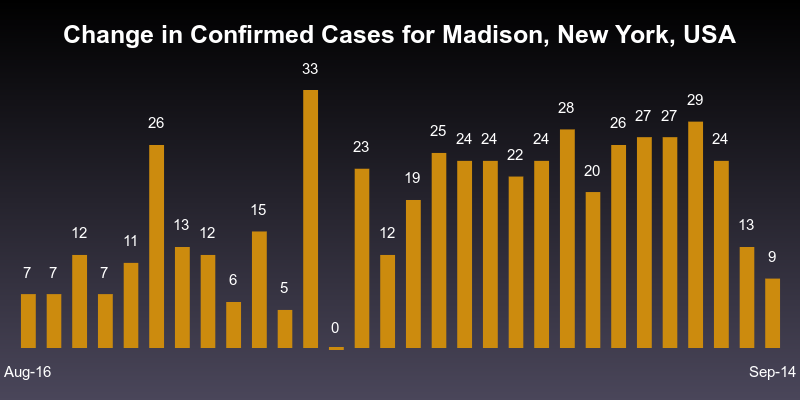 Change in Confirmed Cases for Madison, New York, USA
7 7 12 7 11 26 13 12 6 15 5 33 0 23 12 19 25 24 24 22 24 28 20 26 27 27 29 24 13 9
Aug-16 Sep-14